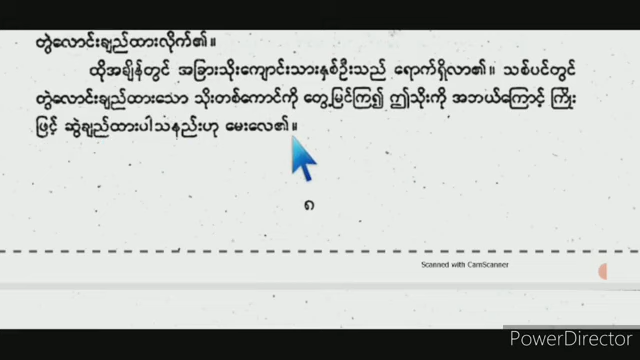 တွဲလောင်းချည်ထားလိုက်၏။
ထိုအချိန်တွင် အခြားသိုးကျောင်းသားနှစ်ဦးသည် ရောက်ရှိလာ၏။ သစ်ပင်တွင်
တွဲလောင်းချည်ထားသော သိုးတစ်ကောင်ကို တွေ့မြင်ကြ၍ ဤသိုးကို အဘယ်ကြောင့် ကြိုး
ဖြင့် ဆွဲချည်ထားပါသနည်းဟု မေးလေ၏။
၈
Scanned with CamScanner
PowerDirector